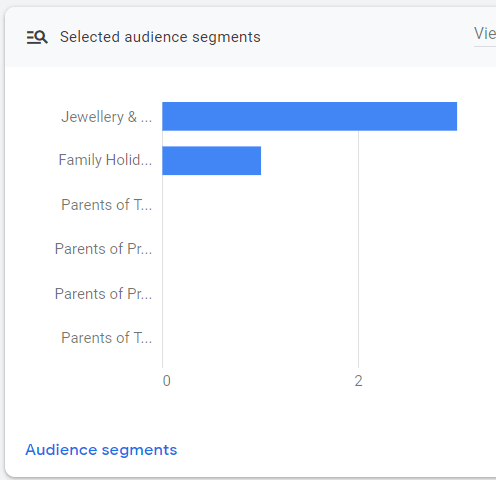 Selected audience segments
Vie
Jewellery & ...
Family Holid...
Parents of T...
Parents of Pr...
Parents of Pr...
Parents of T...
0 2
Audience segments